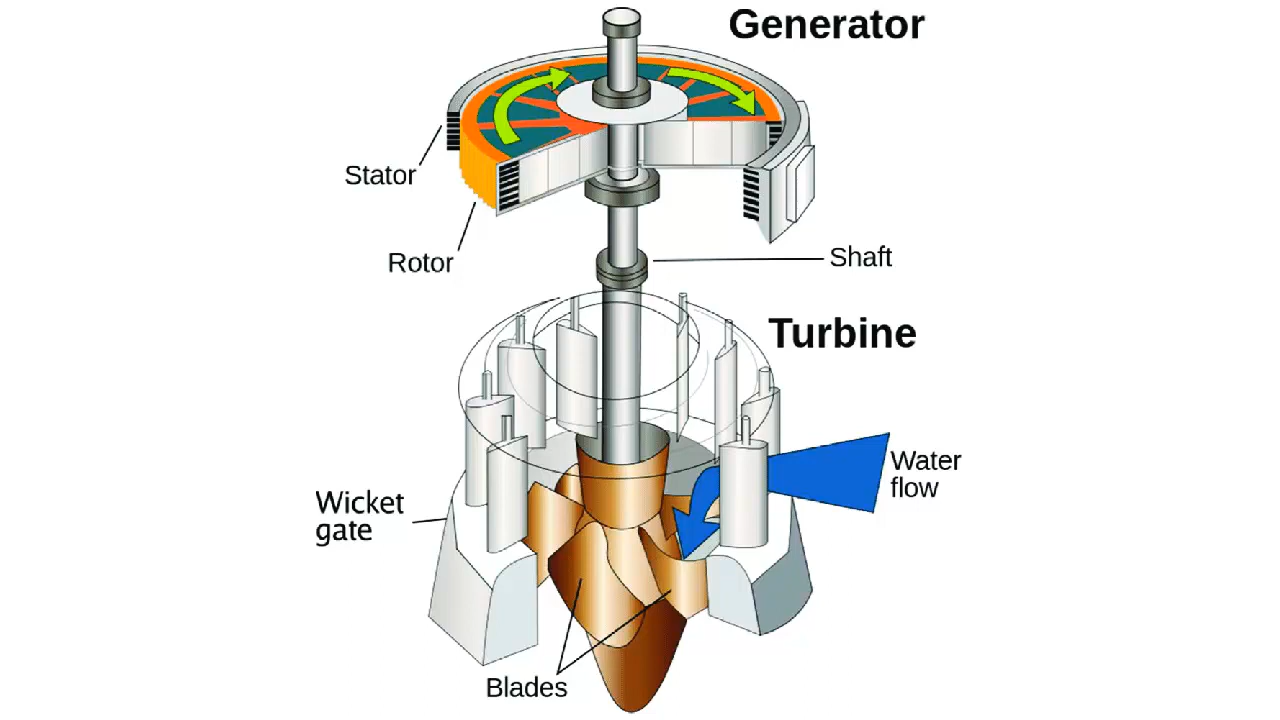 Generator
Stator
Rotor
Shaft
Turbine
Water
flow
Wicket
gate
Blades